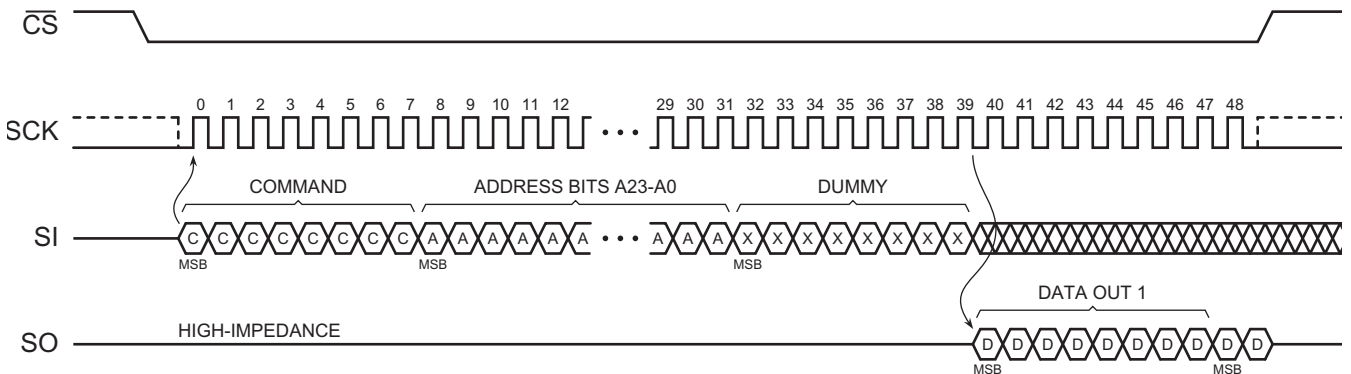 CS
0 1 2 3 4 5 6 7 8 9 10 11 12 29 30 31 32 33 34 35 36 37 38 39 40 41 42 43 44 45 46 47 48
SCK
COMMAND ADDRESS BITS A23-A0 DUMMY
SI C C C C C C C C A A A A A A • • • A A A X X X X X X X X
MSB MSB MSB
DATA OUT 1
HIGH-IMPEDANCE
SO D D D D D D D D D D
MSB MSB